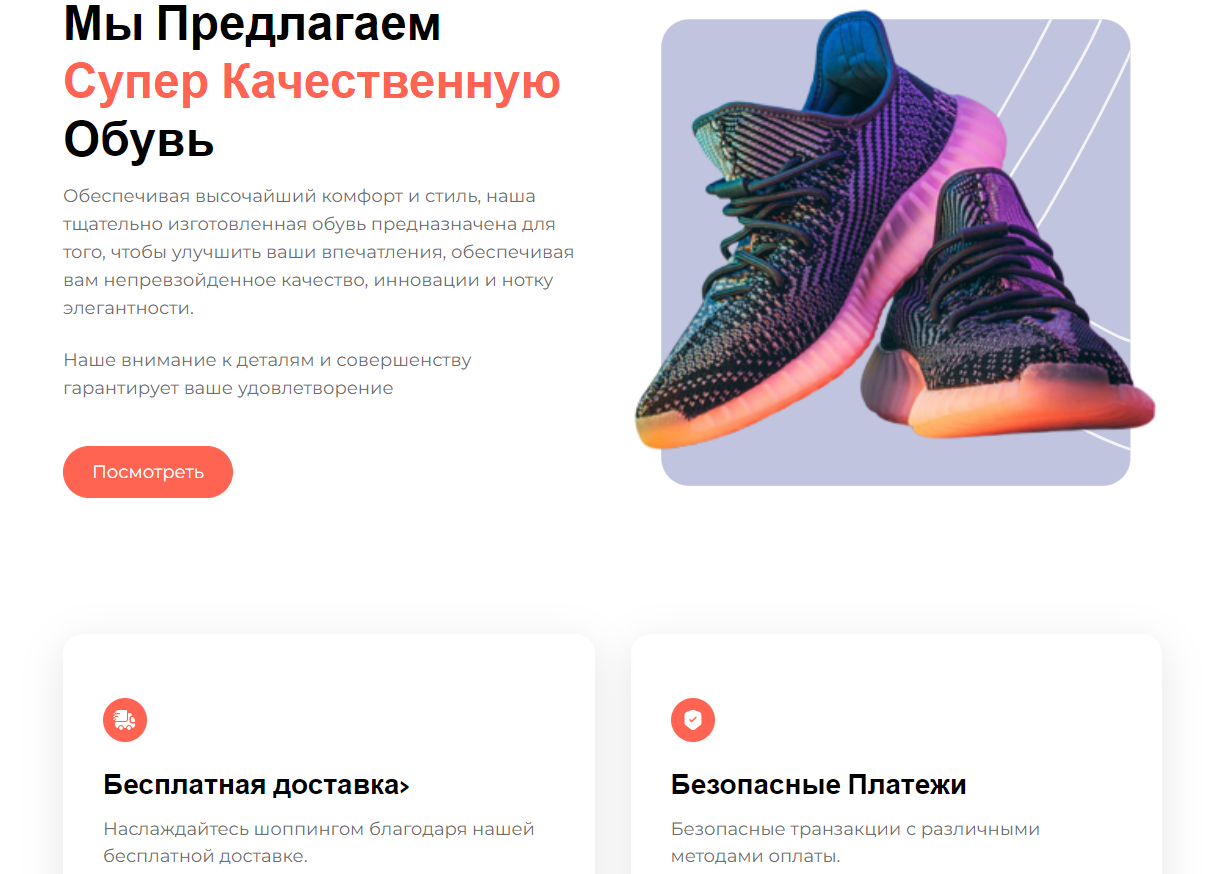 Мы Предлагаем
Супер Качественную
Обувь
Обеспечивая высочайший комфорт и стиль, наша
тщательно изготовленная обувь предназначена для
того, чтобы улучшить ваши впечатления, обеспечивая
вам непревзойденное качество, инновации и нотку
элегантности.
Наше внимание к деталям и совершенству
гарантирует ваше удовлетворение
Посмотреть
Бесплатная доставка>
Наслаждайтесь шоппингом благодаря нашей
бесплатной доставке.
Безопасные Платежи
Безопасные транзакции с различными
методами оплаты.